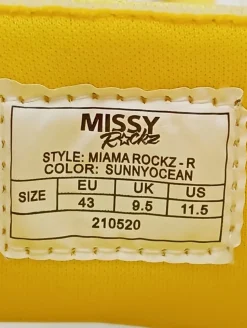 MISSY
Rockz
STYLE: MIAMA ROCKZ - R
COLOR: SUNNYOCEAN
SIZE EU UK US
43 9.5 11.5
210520